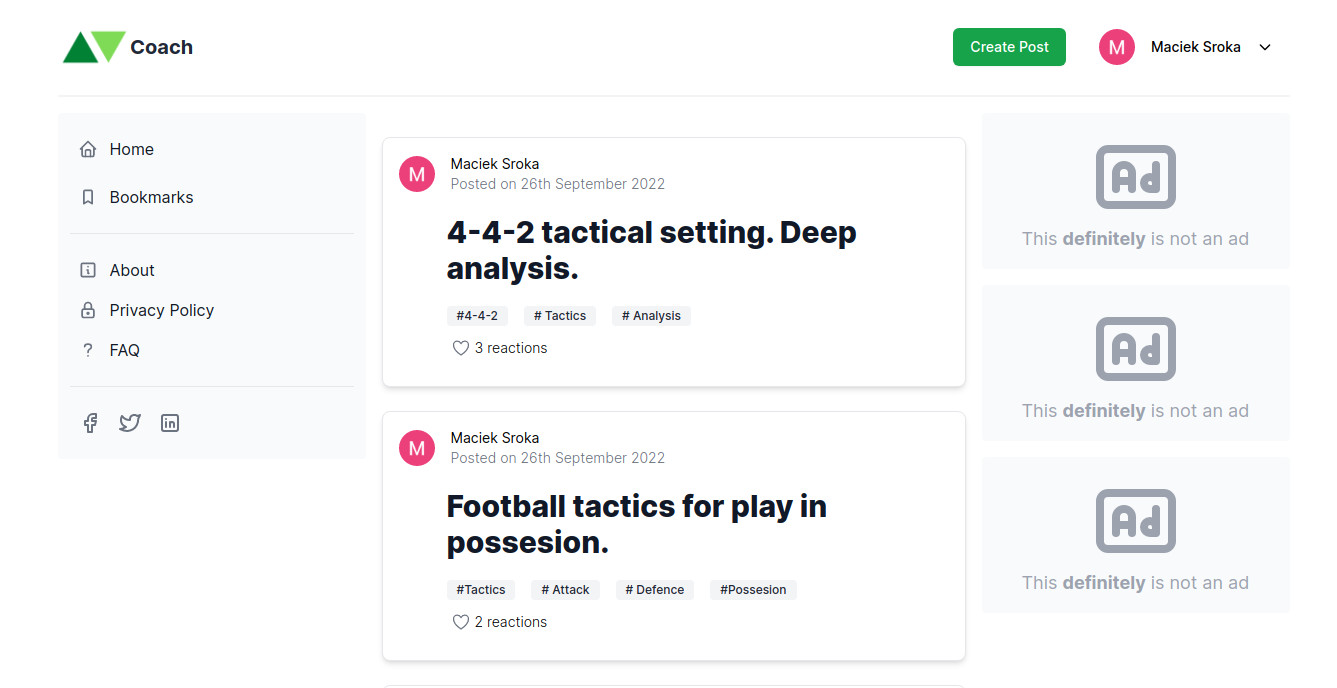 Coach
Create Post
M
Maciek Sroka
Home
Bookmarks
About
Privacy Policy
FAQ
M
Maciek Sroka
Posted on 26th September 2022
4-4-2 tactical setting. Deep
analysis.
#4-4-2 # Tactics # Analysis
3 reactions
M
Maciek Sroka
Posted on 26th September 2022
Football tactics for play in
possesion.
#Tactics # Attack # Defence #Possesion
2 reactions
Ad
This definitely is not an ad
Ad
This definitely is not an ad
Ad
This definitely is not an ad